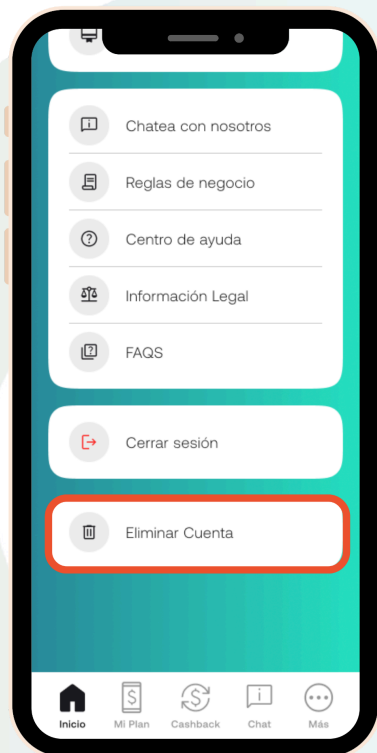 Chatea con nosotros
Reglas de negocio
Centro de ayuda
Información Legal
FAQS
Cerrar sesión
Eliminar Cuenta
Inicio
Mi Plan
Cashback
Chat
Más